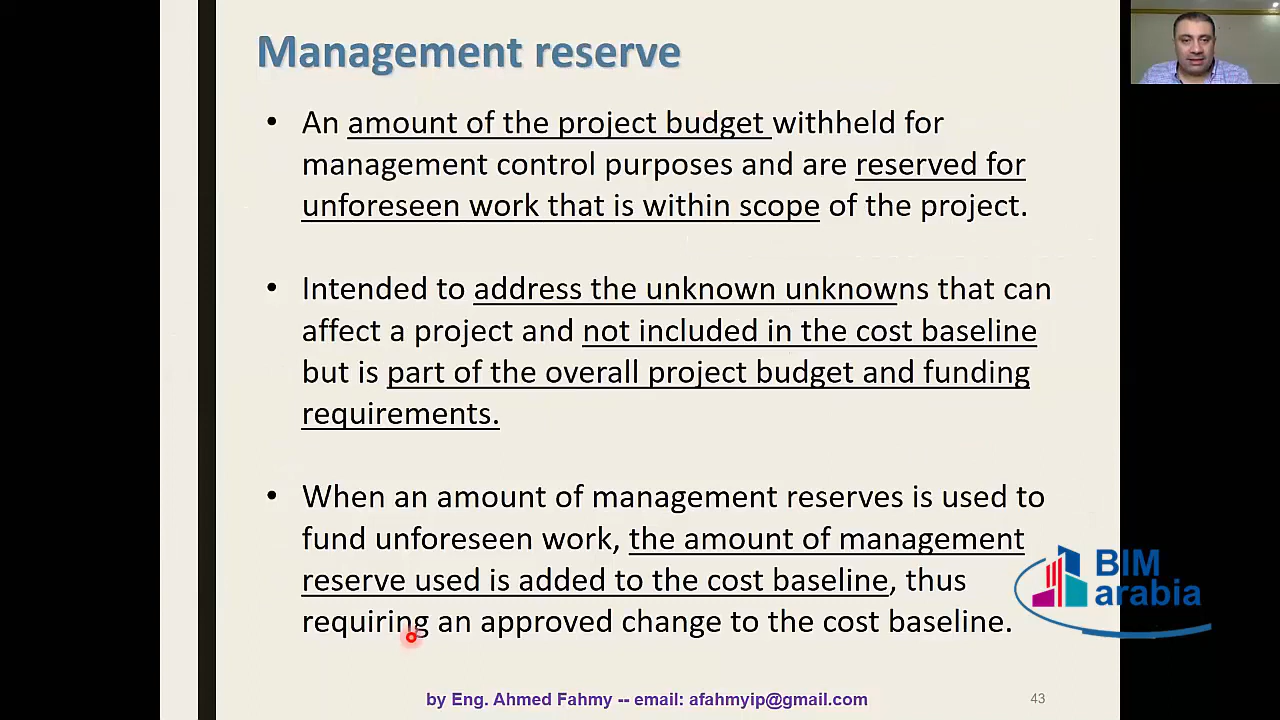 Management reserve
• An amount of the project budget withheld for
management control purposes and are reserved for
unforeseen work that is within scope of the project.
• Intended to address the unknown unknowns that can
affect a project and not included in the cost baseline
but is part of the overall project budget and funding
requirements.
• When an amount of management reserves is used to
fund unforeseen work, the amount of management
reserve used is added to the cost baseline, thus
requiring an approved change to the cost baseline.
BIM
arabia
by Eng. Ahmed Fahmy -- email: afahmyip@gmail.com
43